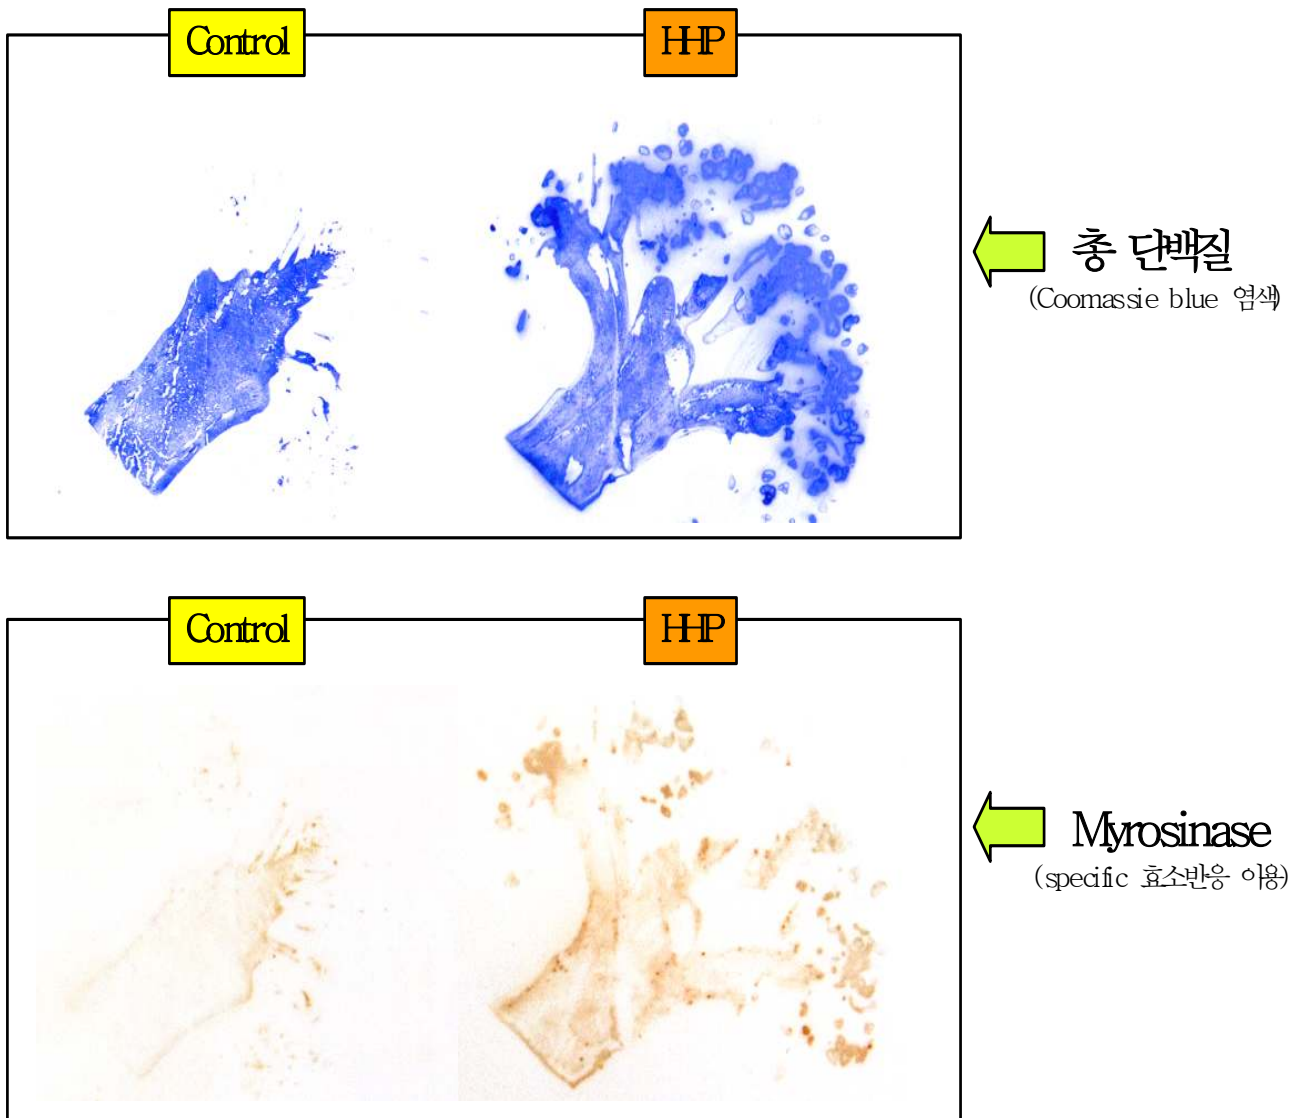 Control
HHP
총 단백질
(Coomassie blue 염색)
Control
HHP
Myrosinase
(specific 효소반응 이용)